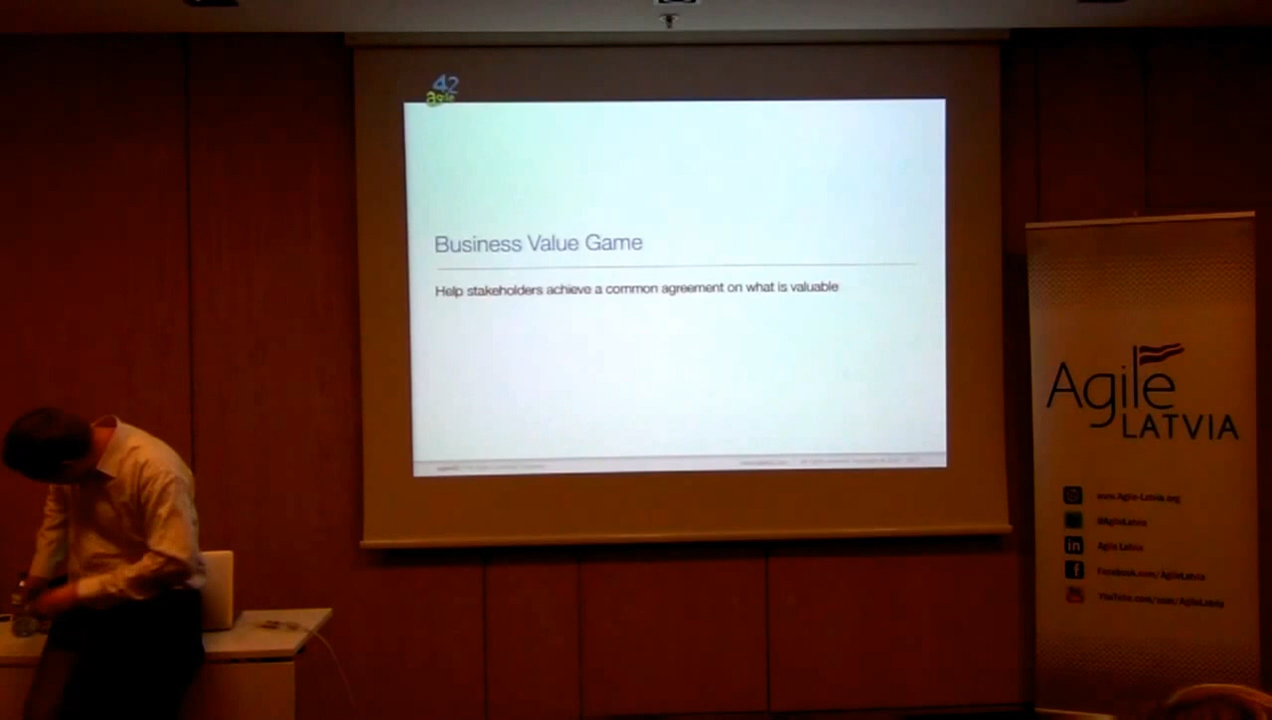 42
agile
Business Value Game
Help stakeholders achieve a common agreement on what is valuable
Agile
LATVIA
www.Agile-Latvia.org
@AgileLatvia
in
Agile Latvia
f
Facebook.com/AgileLatvia
YouTube.com/user/AgileLatvia